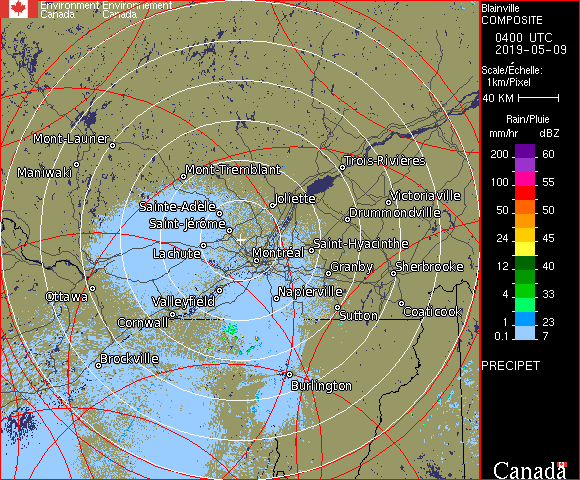 Environment Environnement
Canada Canada
Blainville
COMPOSITE
0400 UTC
2019-05-09
Scale/Échelle:
1km/Pixel
40 KM
Rain/Pluie
mm/hr dBZ
200 60
100 55
50 50
24 45
12 40
4 33
1 23
0.1 7
PRECIPET
Canada
Mont-Laurier
Maniwaki
Mont-Tremblant
Trois-Rivières
Sainte-Adèle
Joliette
Victoriaville
Drummondville
Saint-Jérôme
Lachute
Montréal
Saint-Hyacinthe
Granby
Sherbrooke
Ottawa
Valleyfield
Napierville
Cornwall
Sutton
Coaticook
Brockville
Burlington